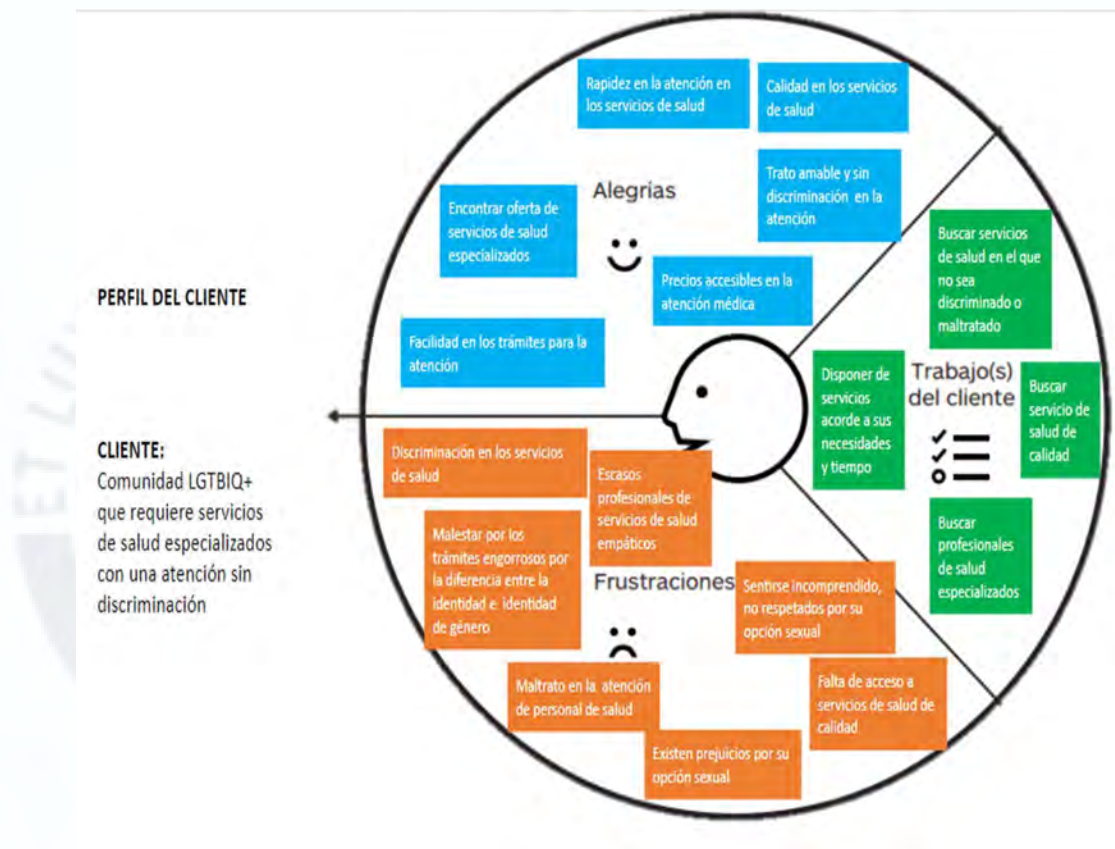 PERFIL DEL CLIENTE
CLIENTE:
Comunidad LGTBIQ+
que requiere servicios
de salud especializados
con una atención sin
discriminación
Alegrías
Rapidez en la atención en
los servicios de salud
Calidad en los servicios
de salud
Trato amable y sin
discriminación en la
atención
Encontrar oferta de
servicios de salud
especializados
Precios accesibles en la
atención médica
Facilidad en los trámites para la
atención
Trabajo(s)
del cliente
Buscar servicios
de salud en el que
no sea
discriminado o
maltratado
Disponer de
servicios
acorde a sus
necesidades
y tiempo
Buscar
servicio de
salud de
calidad
Buscar
profesionales
de salud
especializados
Frustraciones
Discriminación en los servicios
de salud
Escasos
profesionales de
servicios de salud
empáticos
Malestar por los
trámites engorrosos por
la diferencia entre la
identidad e identidad
de género
Sentirse incomprendido,
no respetados por su
opción sexual
Maltrato en la atención
de personal de salud
Falta de acceso a
servicios de salud de
calidad
Existen prejuicios por su
opción sexual